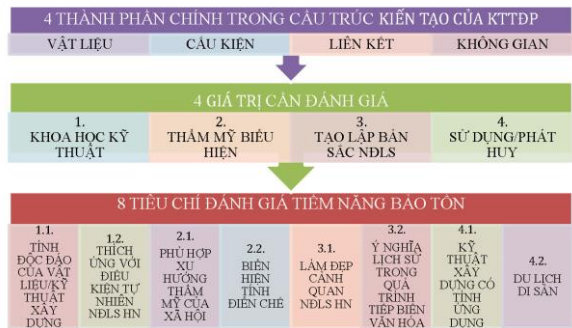 4 THÀNH PHẦN CHÍNH TRONG CẤU TRÚC KIẾN TẠO CỦA KTTĐP
VẬT LIỆU
CẤU KIỆN
LIÊN KẾT
KHÔNG GIAN
4 GIÁ TRỊ CẦN ĐÁNH GIÁ
1.
KHOA HỌC KỸ
THUẬT
2.
THẨM MỸ BIỂU
HIỆN
3.
TẠO LẬP BẢN
SẮC NĐLS
4.
SỬ DỤNG/PHÁT
HUY
8 TIÊU CHÍ ĐÁNH GIÁ TIỀM NĂNG BẢO TỒN
1.1.
TÍNH
ĐỘC ĐÁO
CỦA VẬT
LIỆU/KỸ
THUẬT
XÂY
DỰNG
1.2.
THÍCH
ỨNG VỚI
ĐIỀU
KIỆN TỰ
NHIÊN
NĐLS HN
2.1.
PHÙ HỢP
XU
HƯỚNG
THẨM
MỸ CỦA
XÃ HỘI
2.2.
BIỂN
HIỆN
TÍNH
ĐIỂN CHẾ
3.1.
LÀM ĐẸP
CẢNH
QUAN
NĐLS HN
3.2.
Ý NGHĨA
LỊCH SỬ
TRONG
QUÁ
TRÌNH
TIẾP BIẾN
VĂN HÓA
4.1.
KỸ
THUẬT
XÂY
DỰNG CÓ
TÍNH
ỨNG
DỤNG
4.2.
DU LỊCH
DI SẢN